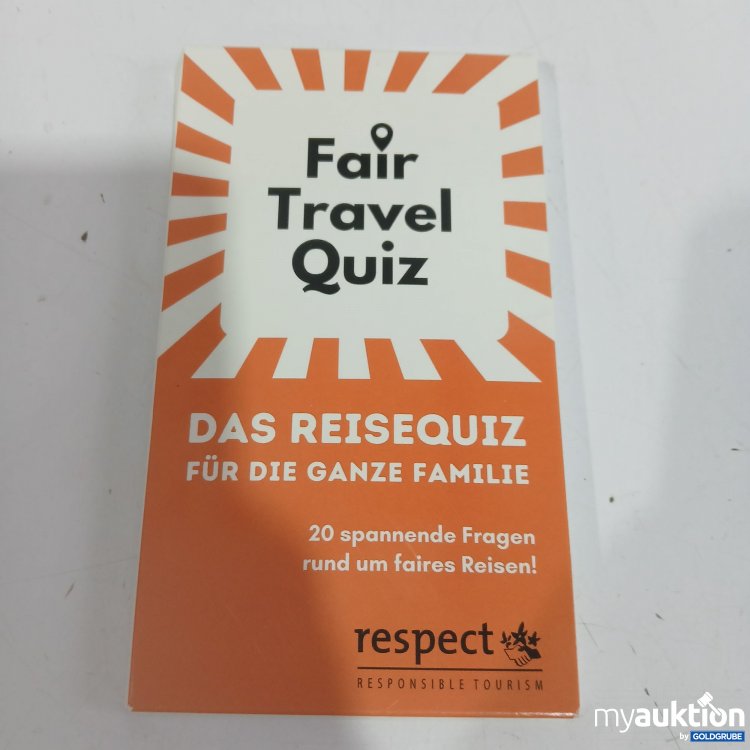 Fair
Travel
Quiz
DAS REISEQUIZ
FÜR DIE GANZE FAMILIE
20 spannende Fragen
rund um faires Reisen!
respect
RESPONSIBLE TOURISM
myauktion
by GOLDGRUBE